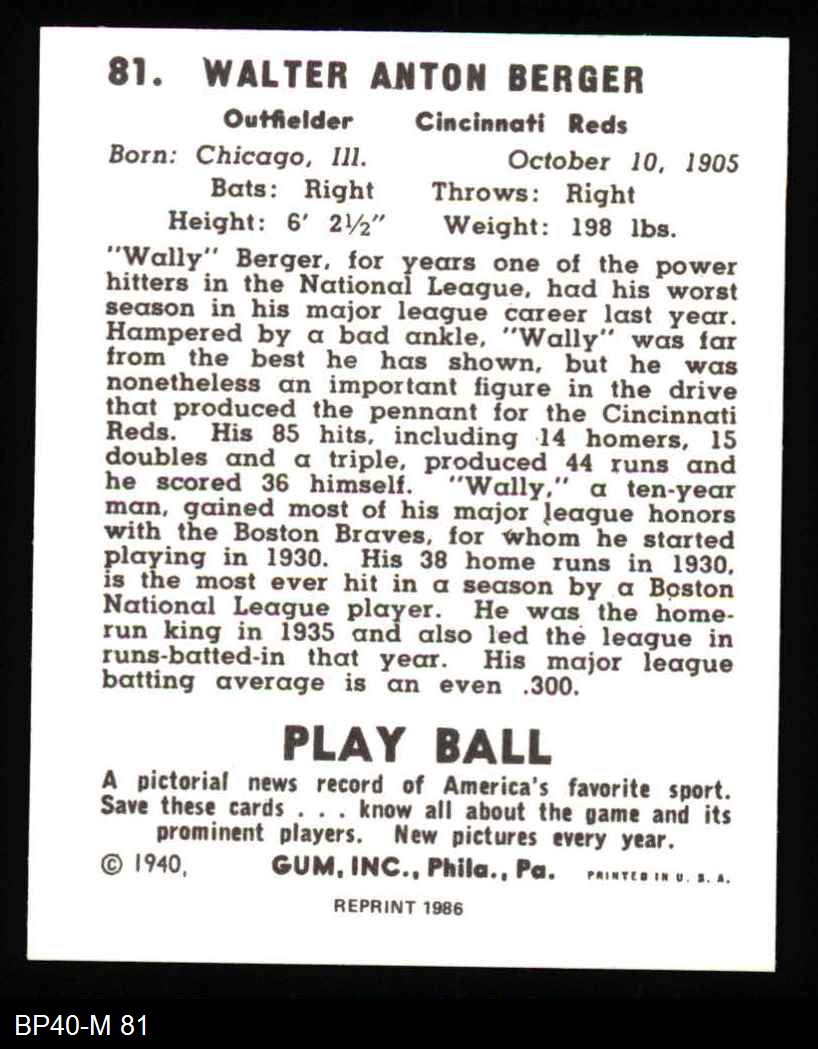 81. WALTER ANTON BERGER
Outfielder Cincinnati Reds
Born: Chicago, Ill. October 10, 1905
Bats: Right Throws: Right
Height: 6' 2½" Weight: 198 lbs.
"Wally" Berger, for years one of the power
hitters in the National League, had his worst
season in his major league career last year.
Hampered by a bad ankle, "Wally" was far
from the best he has shown, but he was
nonetheless an important figure in the drive
that produced the pennant for the Cincinnati
Reds. His 85 hits, including 14 homers, 15
doubles and a triple, produced 44 runs and
he scored 36 himself. "Wally," a ten-year
man, gained most of his major league honors
with the Boston Braves, for whom he started
playing in 1930. His 38 home runs in 1930,
is the most ever hit in a season by a Boston
National League player. He was the home-
run king in 1935 and also led the league in
runs-batted-in that year. His major league
batting average is an even .300.
PLAY BALL
A pictorial news record of America's favorite sport.
Save these cards . . . know all about the game and its
prominent players. New pictures every year.
© 1940, GUM, INC., Phila., Pa. PRINTED IN U. S. A.
REPRINT 1986
BP40-M 81